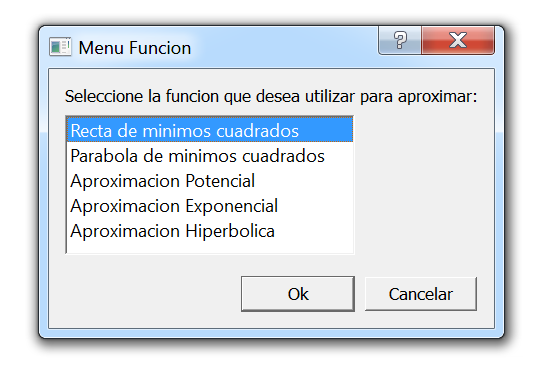 Menu Funcion
Seleccione la funcion que desea utilizar para aproximar:
Recta de minimos cuadrados
Parabola de minimos cuadrados
Aproximacion Potencial
Aproximacion Exponencial
Aproximacion Hiperbolica
Ok
Cancelar